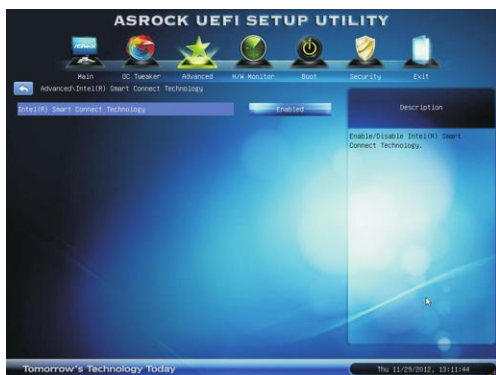 ASROCK UEFI SETUP UTILITY
Main OC Tweaker Advanced H/W Monitor Boot Security Exit
Advanced\Intel(R) Smart Connect Technology
Intel(R) Smart Connect Technology Enabled
Description
Enable/Disable Intel(R) Smart
Connect Technology.
Tomorrow's Technology Today
Thu 11/29/2012, 13:11:44